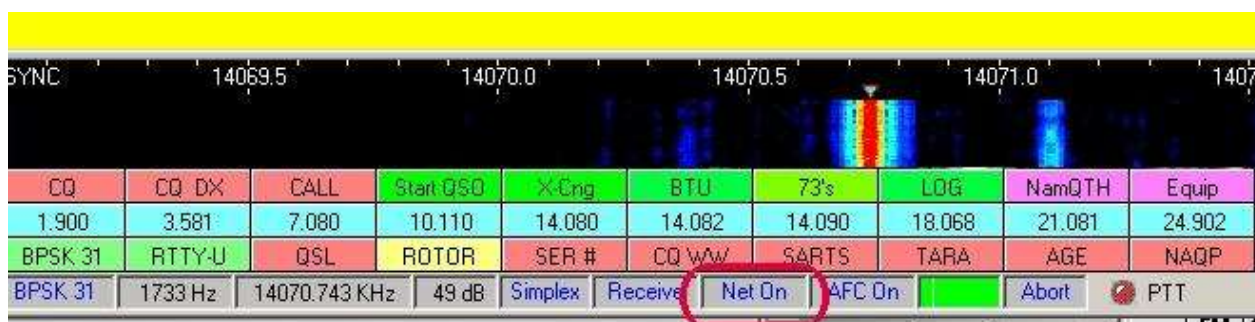 SYNC 14069.5 14070.0 14070.5 14071.0
CQ CQ DX CALL Start QSO X-Cng BTU 73's LOG NamQTH Equip
1.900 3.581 7.080 10.110 14.080 14.082 14.090 18.068 21.081 24.902
BPSK 31 RTTY-U QSL ROTOR SER # CQ WW SARTS TARA AGE NAQP
BPSK 31 1733 Hz 14070.743 KHz 49 dB Simplex Receive Net On AFC On Abort PTT